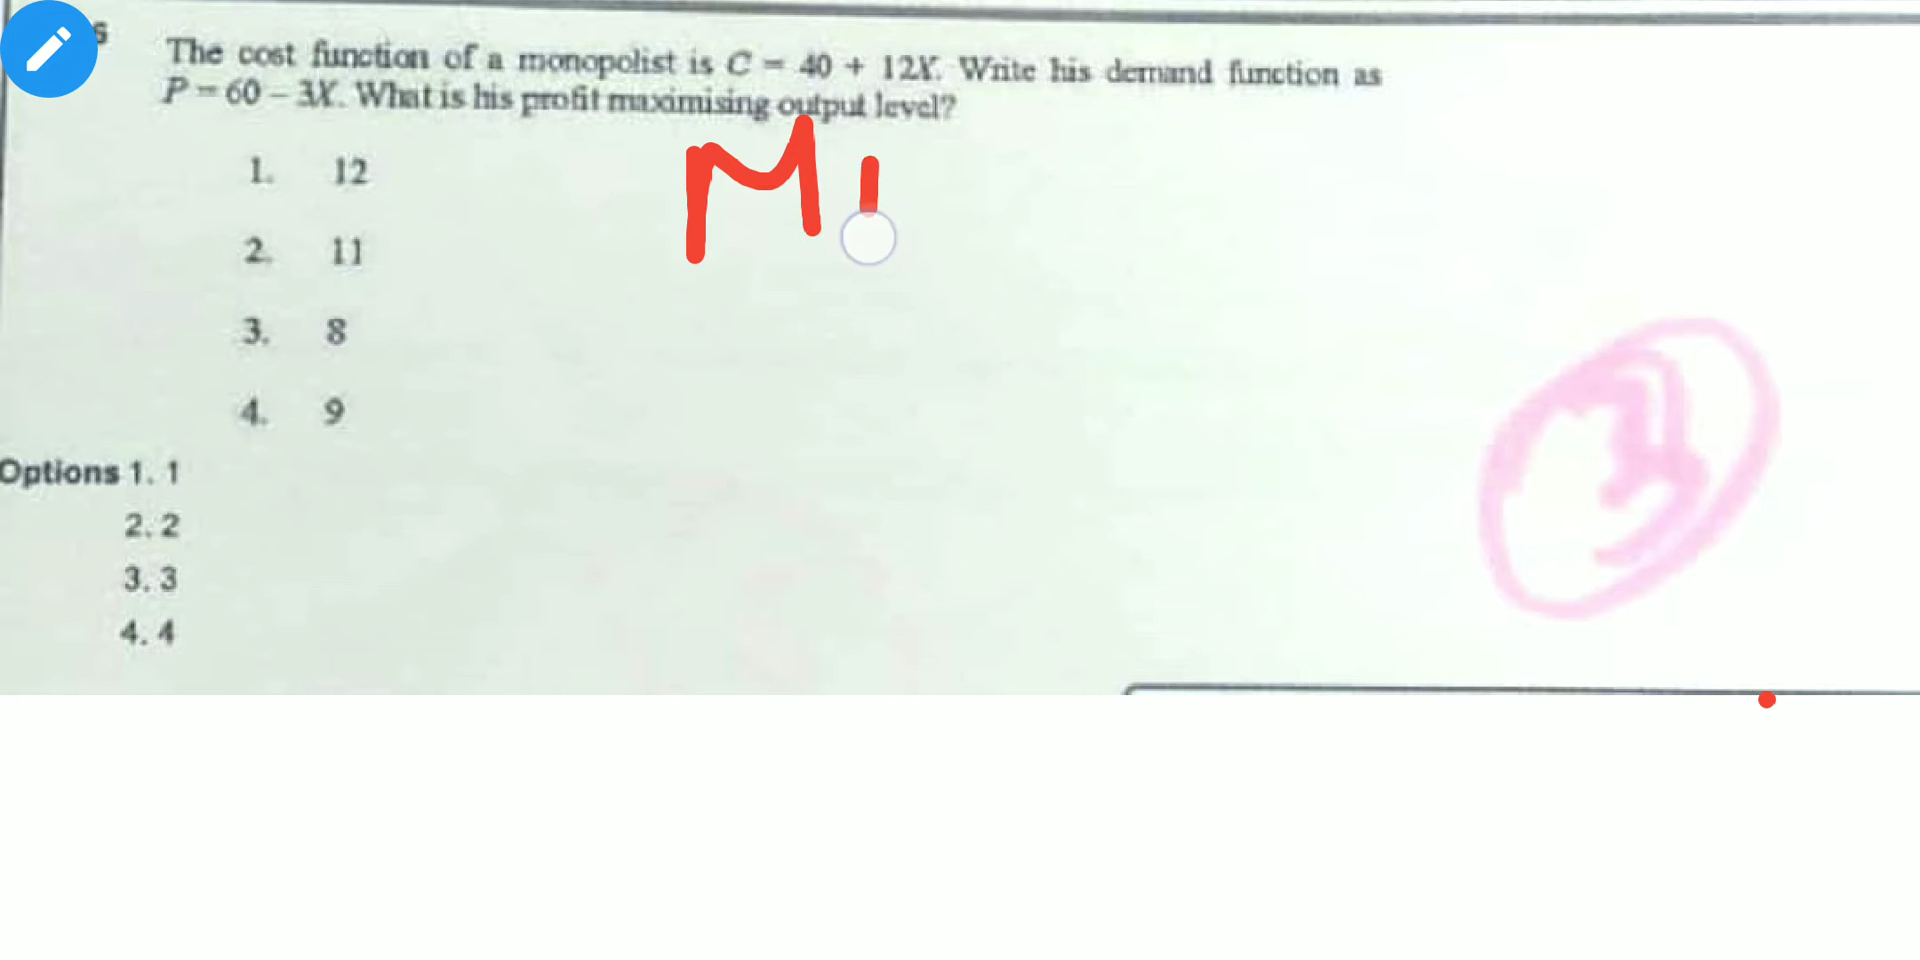 5
The cost function of a monopolist is C = 40 + 12X. Write his demand function as
P = 60 – 3X. What is his profit maximising output level?
1. 12
2. 11
3. 8
4. 9
Options 1. 1
2. 2
3. 3
4. 4
M
3